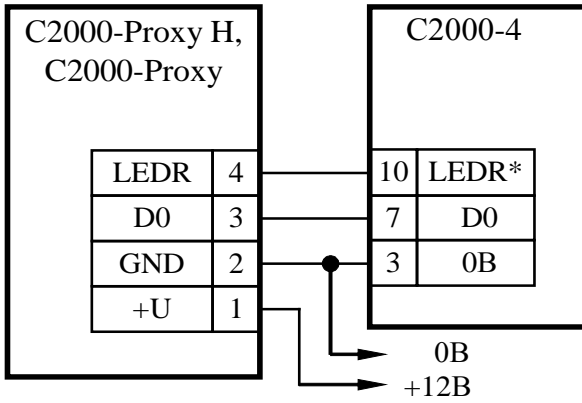 C2000-Proxy H,
C2000-Proxy
C2000-4
LEDR 4
10 LEDR*
D0 3
7 D0
GND 2
3 0В
+U 1
0В
+12В